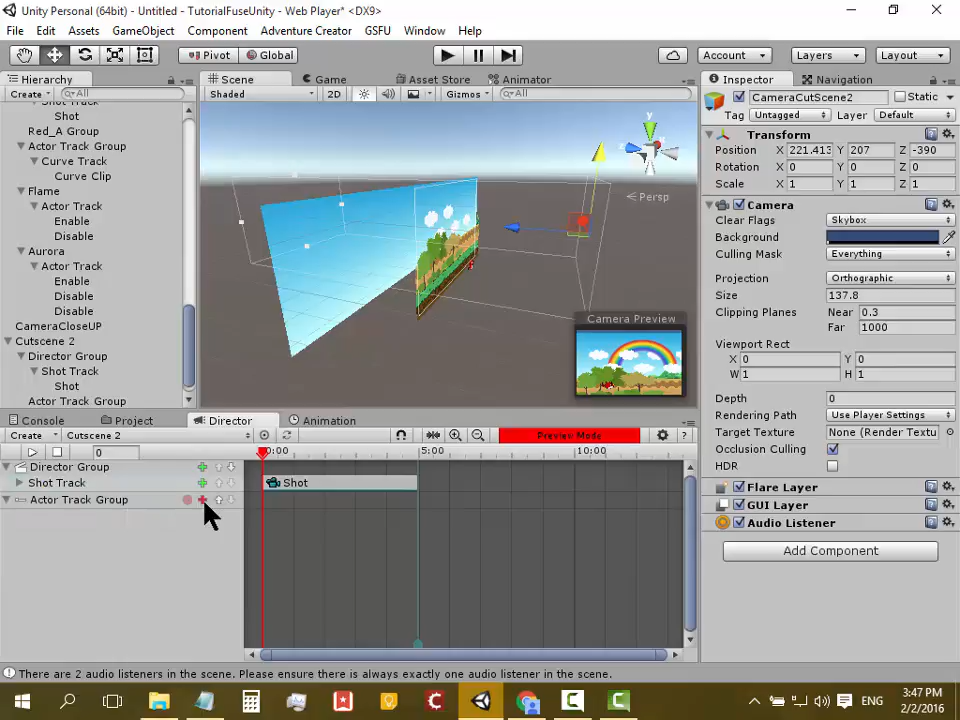 Unity Personal (64bit) - Untitled - TutorialFuseUnity - Web Player* <DX9>
File Edit Assets GameObject Component Adventure Creator GSFU Window Help
Pivot Global Account Layers Layout
Hierarchy
Create All
Shot Track
Shot
Red_A Group
Actor Track Group
Curve Track
Curve Clip
Flame
Actor Track
Enable
Disable
Aurora
Actor Track
Enable
Disable
Disable
CameraCloseUP
Cutscene 2
Director Group
Shot Track
Shot
Actor Track Group
Scene Game Asset Store Animator
Shaded 2D Gizmos All
y
Persp
Camera Preview
Inspector Navigation
CameraCutScene2 Static
Tag Untagged Layer Default
Transform
Position X 221.413 Y 207 Z -390
Rotation X 0 Y 0 Z 0
Scale X 1 Y 1 Z 1
Camera
Clear Flags Skybox
Background
Culling Mask Everything
Projection Orthographic
Size 137.8
Clipping Planes Near 0.3
Far 1000
Viewport Rect
X 0 Y 0
W 1 H 1
Depth 0
Rendering Path Use Player Settings
Target Texture None (Render Textu
Occlusion Culling
HDR
Flare Layer
GUI Layer
Audio Listener
Add Component
Console Project Director Animation
Create Cutscene 2 Preview Mode ?
0 0:00 5:00 10:00
Director Group
Shot Track Shot
Actor Track Group
There are 2 audio listeners in the scene. Please ensure there is always exactly one audio listener in the scene.
ENG
3:47 PM
2/2/2016